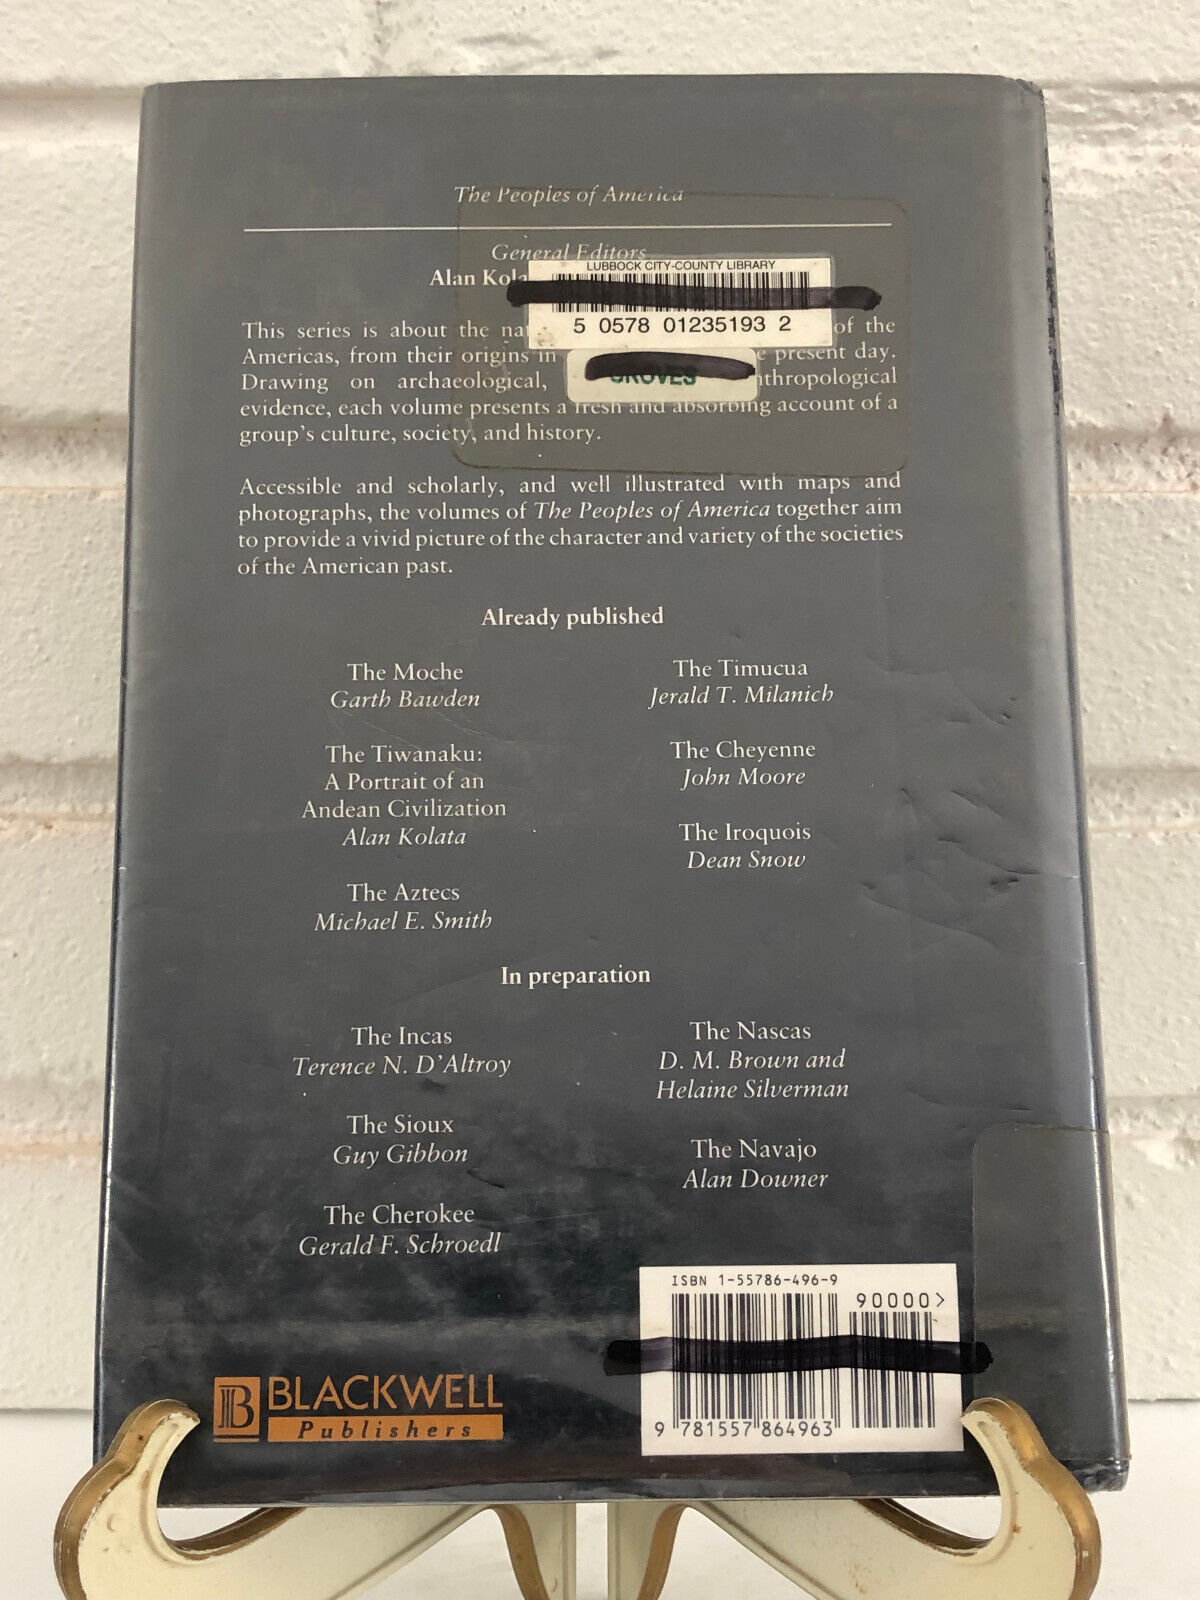 The Peoples of America
General Editors
Alan Kola
LUBBOCK CITY-COUNTY LIBRARY
5 0578 01235193 2
GROVES
This series is about the na of the
Americas, from their origins in present day.
Drawing on archaeological, nthropological
evidence, each volume presents a fresh and absorbing account of a
group's culture, society, and history.
Accessible and scholarly, and well illustrated with maps and
photographs, the volumes of The Peoples of America together aim
to provide a vivid picture of the character and variety of the societies
of the American past.
Already published
The Moche
Garth Bawden
The Tiwanaku:
A Portrait of an
Andean Civilization
Alan Kolata
The Aztecs
Michael E. Smith
The Timucua
Jerald T. Milanich
The Cheyenne
John Moore
The Iroquois
Dean Snow
In preparation
The Incas
Terence N. D'Altroy
The Sioux
Guy Gibbon
The Cherokee
Gerald F. Schroedl
The Nascas
D. M. Brown and
Helaine Silverman
The Navajo
Alan Downer
ISBN 1-55786-496-9
90000>
9 781557 864963
B BLACKWELL
Publishers